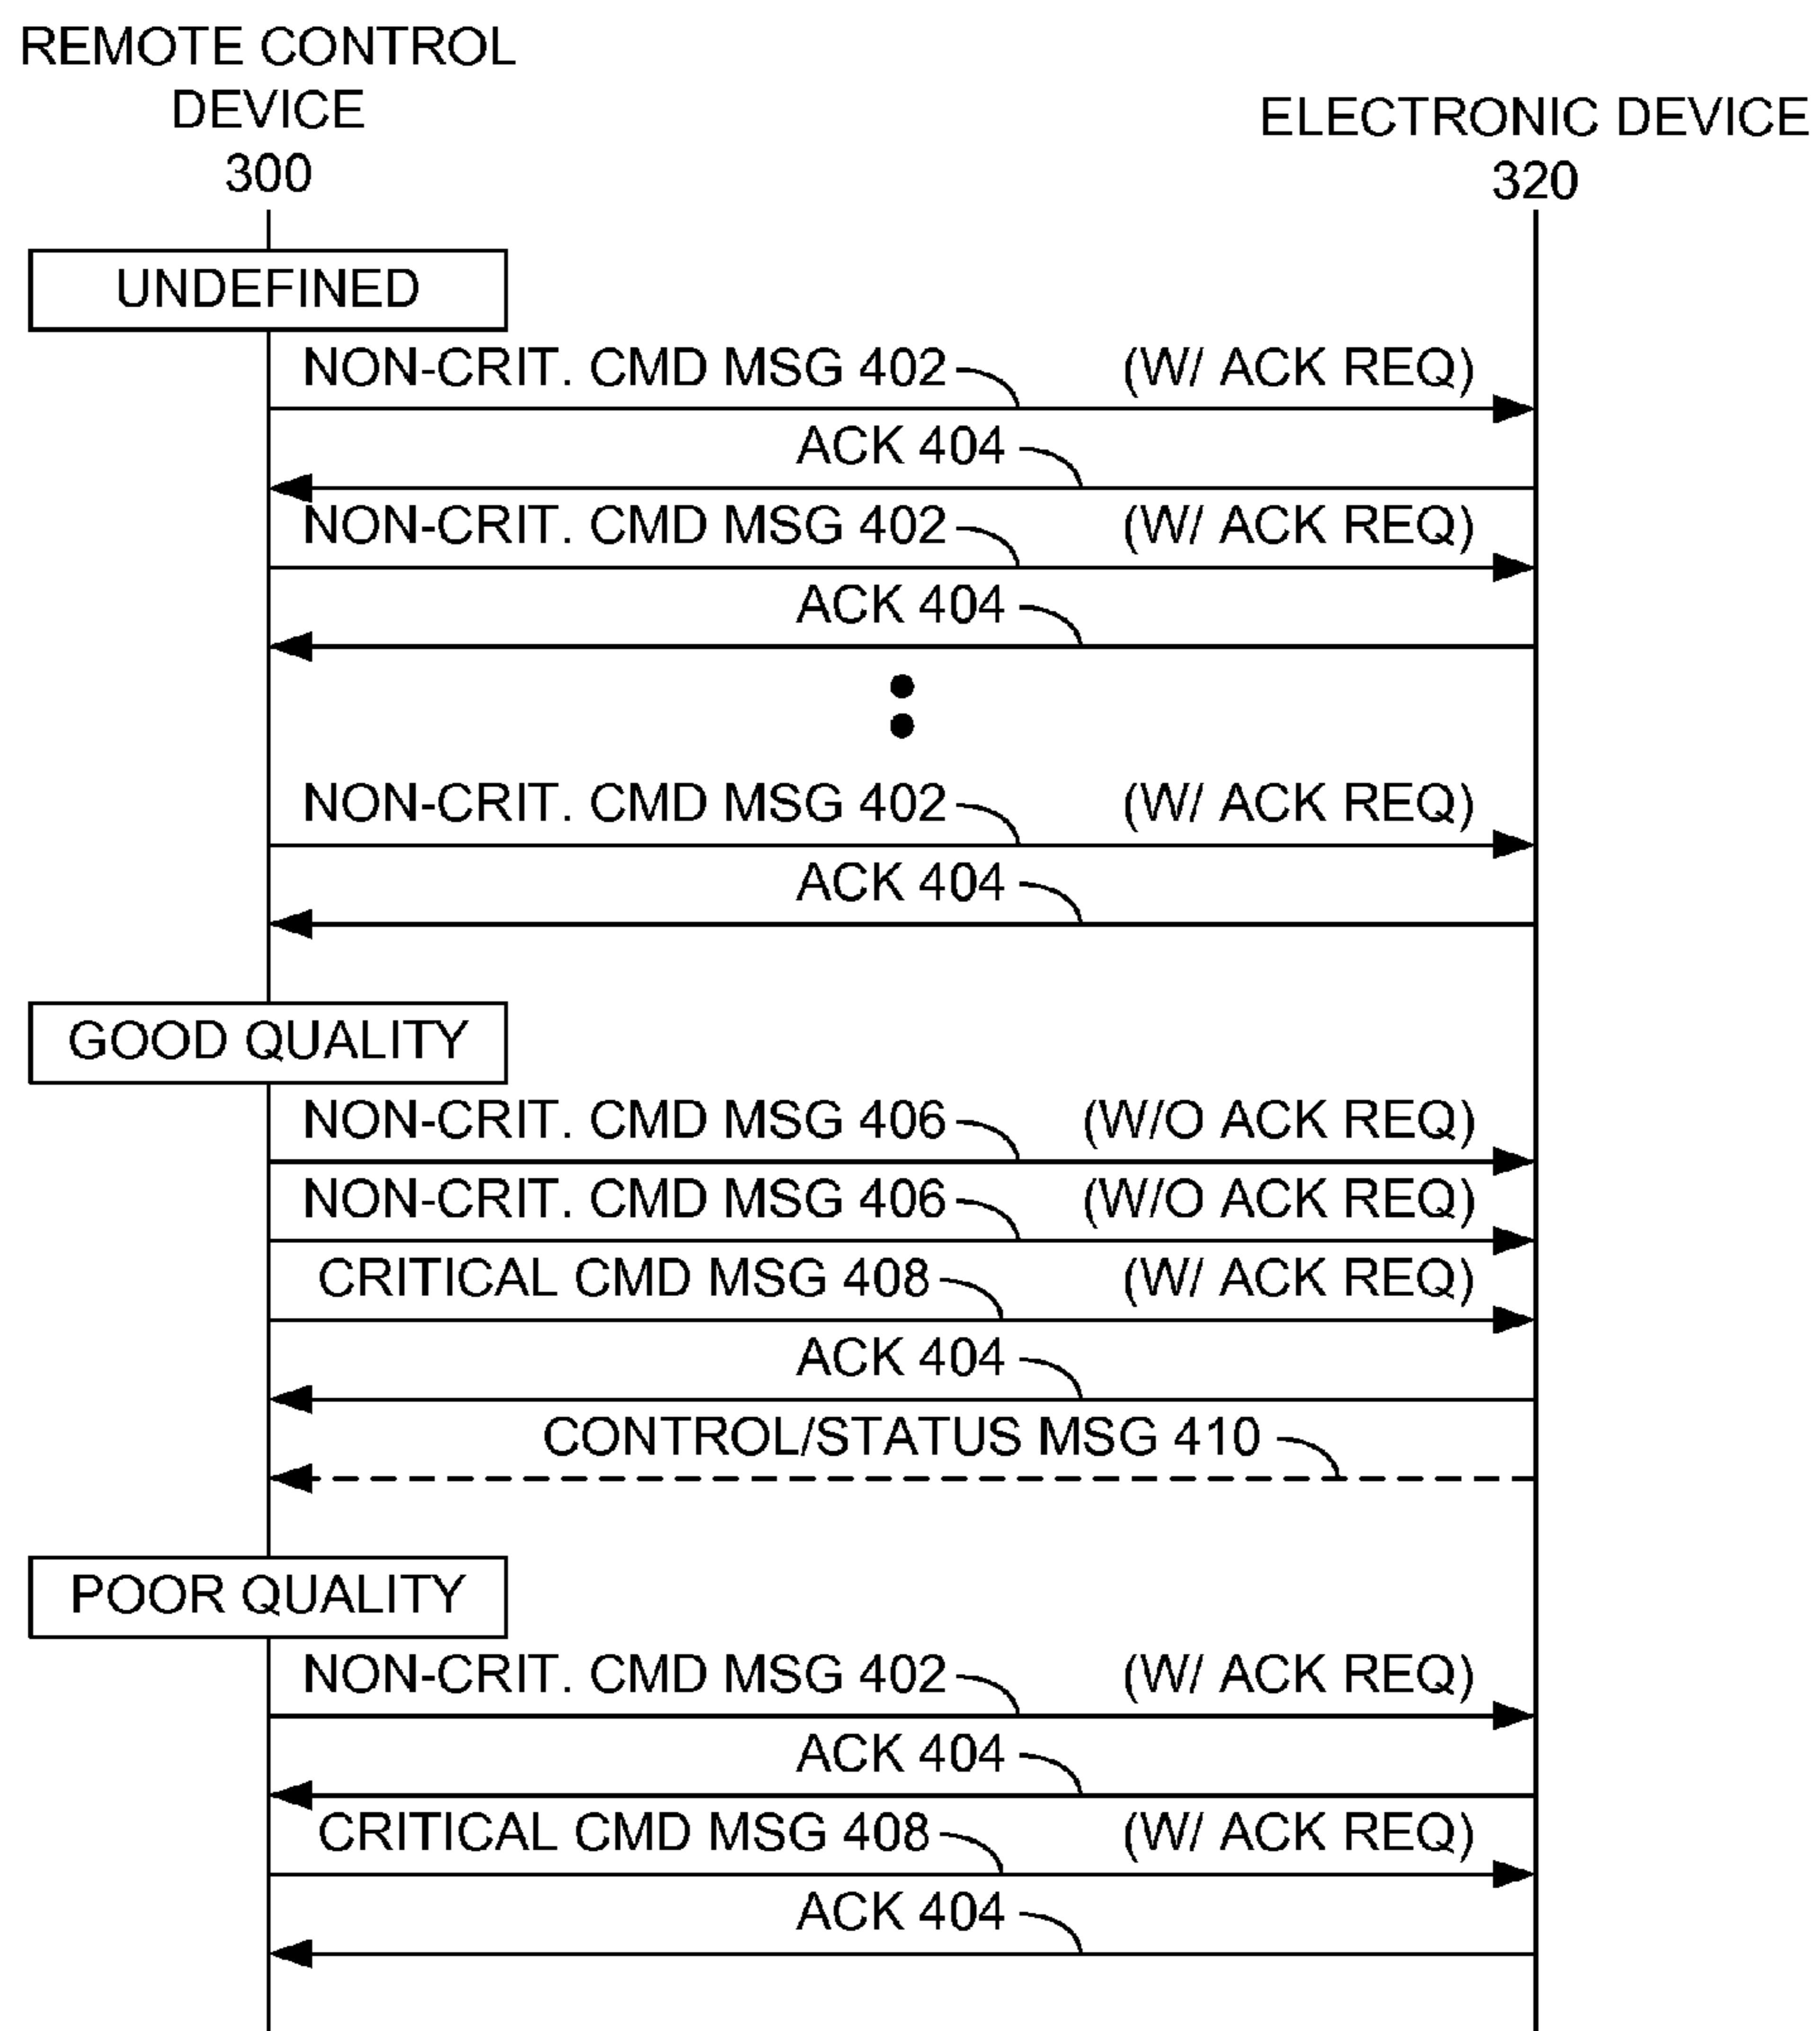 REMOTE CONTROL
DEVICE
300
ELECTRONIC DEVICE
320
UNDEFINED
NON-CRIT. CMD MSG 402 (W/ ACK REQ)
ACK 404
NON-CRIT. CMD MSG 402 (W/ ACK REQ)
ACK 404
NON-CRIT. CMD MSG 402 (W/ ACK REQ)
ACK 404
GOOD QUALITY
NON-CRIT. CMD MSG 406 (W/O ACK REQ)
NON-CRIT. CMD MSG 406 (W/O ACK REQ)
CRITICAL CMD MSG 408 (W/ ACK REQ)
ACK 404
CONTROL/STATUS MSG 410
POOR QUALITY
NON-CRIT. CMD MSG 402 (W/ ACK REQ)
ACK 404
CRITICAL CMD MSG 408 (W/ ACK REQ)
ACK 404